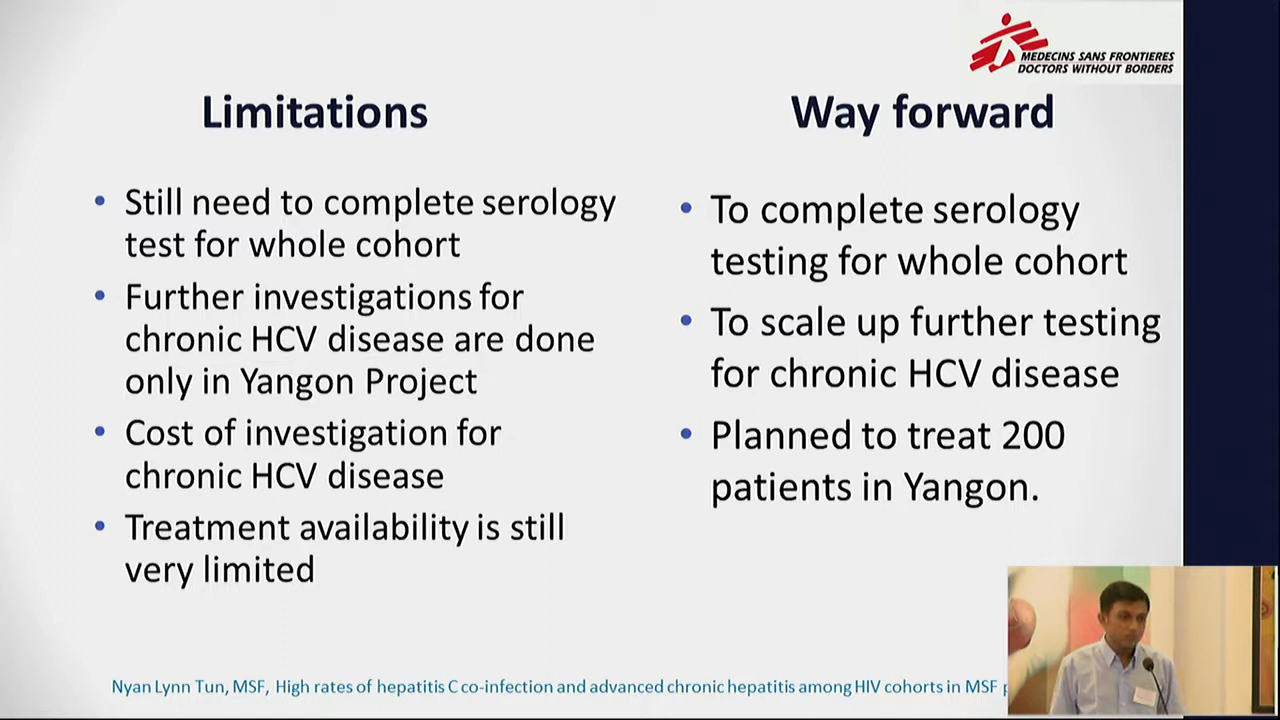 MEDECINS SANS FRONTIERES
DOCTORS WITHOUT BORDERS
Limitations
• Still need to complete serology
test for whole cohort
• Further investigations for
chronic HCV disease are done
only in Yangon Project
• Cost of investigation for
chronic HCV disease
• Treatment availability is still
very limited
Way forward
• To complete serology
testing for whole cohort
• To scale up further testing
for chronic HCV disease
• Planned to treat 200
patients in Yangon.
Nyan Lynn Tun, MSF, High rates of hepatitis C co-infection and advanced chronic hepatitis among HIV cohorts in MSF